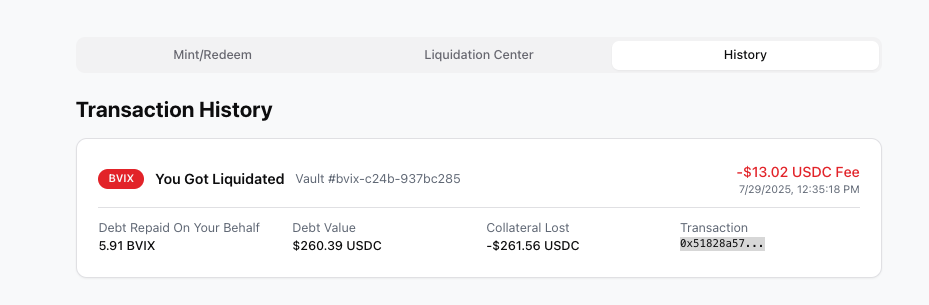 Mint/Redeem Liquidation Center History
Transaction History
BVIX You Got Liquidated Vault #bvix-c24b-937bc285 -$13.02 USDC Fee
7/29/2025, 12:35:18 PM
Debt Repaid On Your Behalf Debt Value Collateral Lost Transaction
5.91 BVIX $260.39 USDC -$261.56 USDC 0x51828a57...